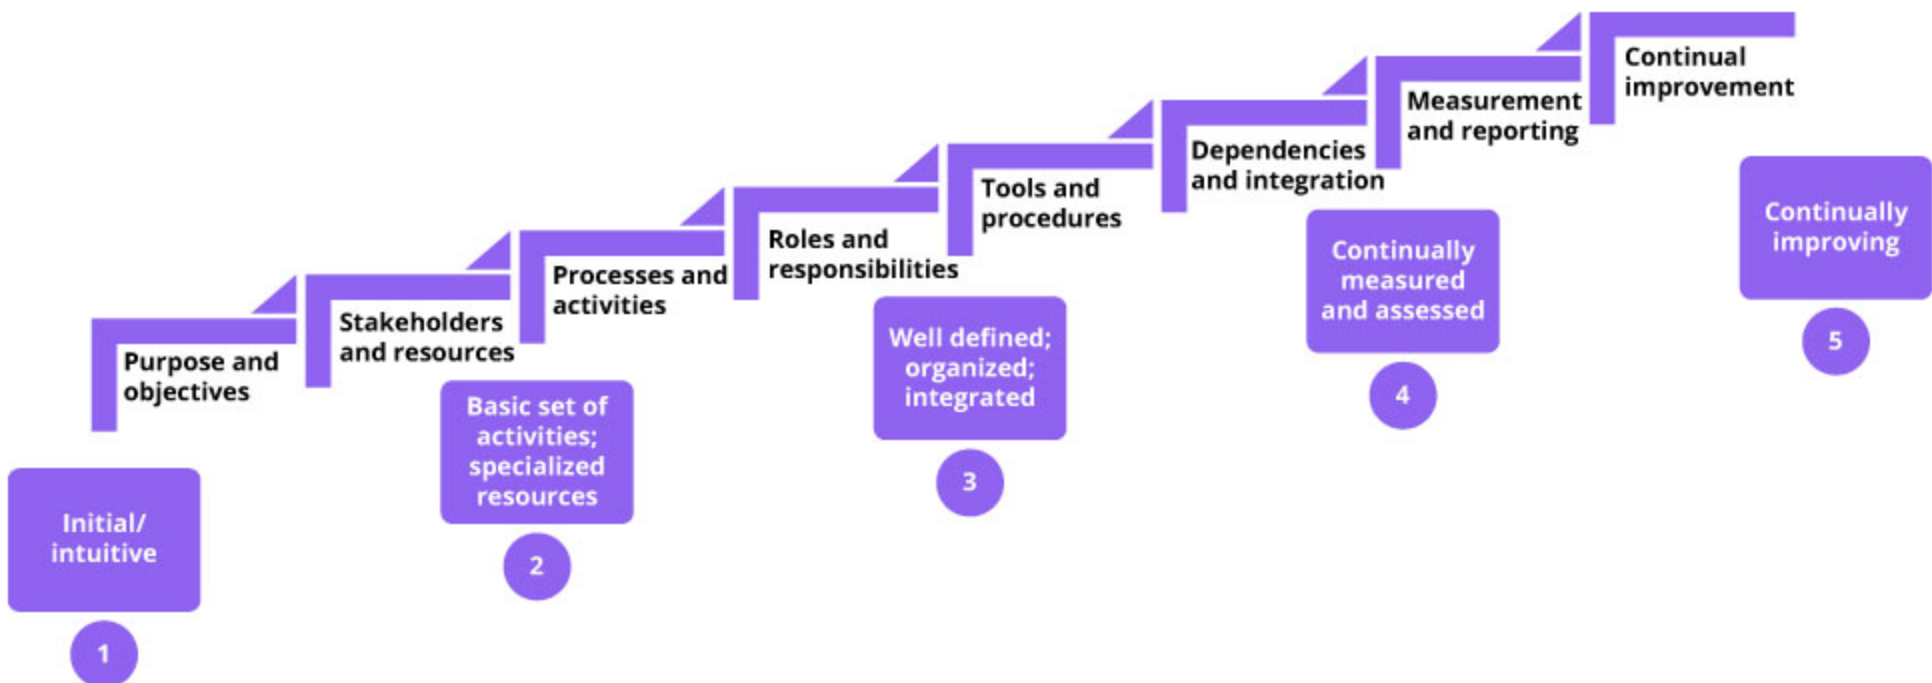 Purpose and
objectives
Stakeholders
and resources
Processes and
activities
Roles and
responsibilities
Tools and
procedures
Dependencies
and integration
Measurement
and reporting
Continual
improvement
Initial/
intuitive
1
Basic set of
activities;
specialized
resources
2
Well defined;
organized;
integrated
3
Continually
measured
and assessed
4
Continually
improving
5